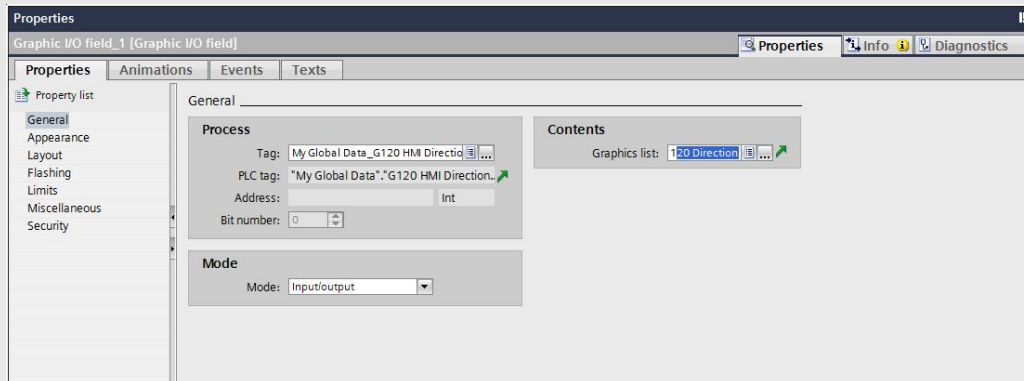 Properties
Graphic I/O field_1 [Graphic I/O field]
Properties Info Diagnostics
Properties Animations Events Texts
Property list
General
Appearance
Layout
Flashing
Limits
Miscellaneous
Security
General
Process
Tag: My Global Data_G120 HMI Directio ...
PLC tag: "My Global Data"."G120 HMI Direction..
Address: Int
Bit number: 0
Mode
Mode: Input/output
Contents
Graphics list: 120 Direction ...